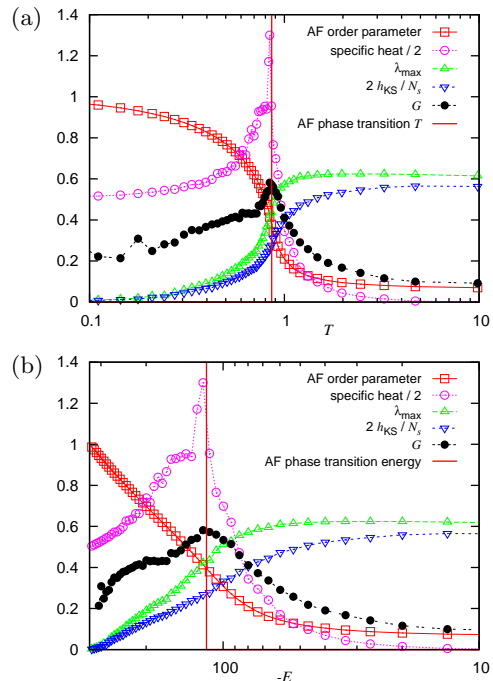 (a)
1.4
1.2
1
0.8
0.6
0.4
0.2
0
0.1
1
10
T
AF order parameter
specific heat / 2
λmax
2 hKS / Ns
G
AF phase transition T
(b)
1.4
1.2
1
0.8
0.6
0.4
0.2
0
100
10
-E
AF order parameter
specific heat / 2
λmax
2 hKS / Ns
G
AF phase transition energy